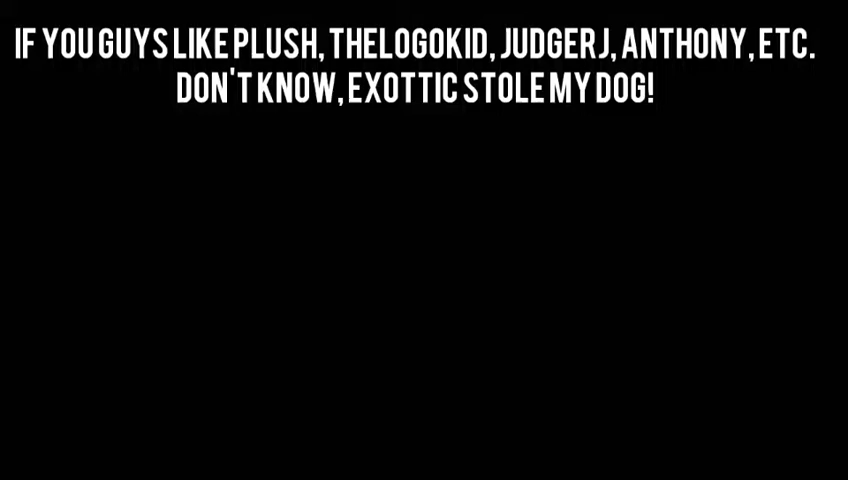 IF YOU GUYS LIKE PLUSH, THELOGOKID, JUDGERJ, ANTHONY, ETC.
DON'T KNOW, EXOTTIC STOLE MY DOG!